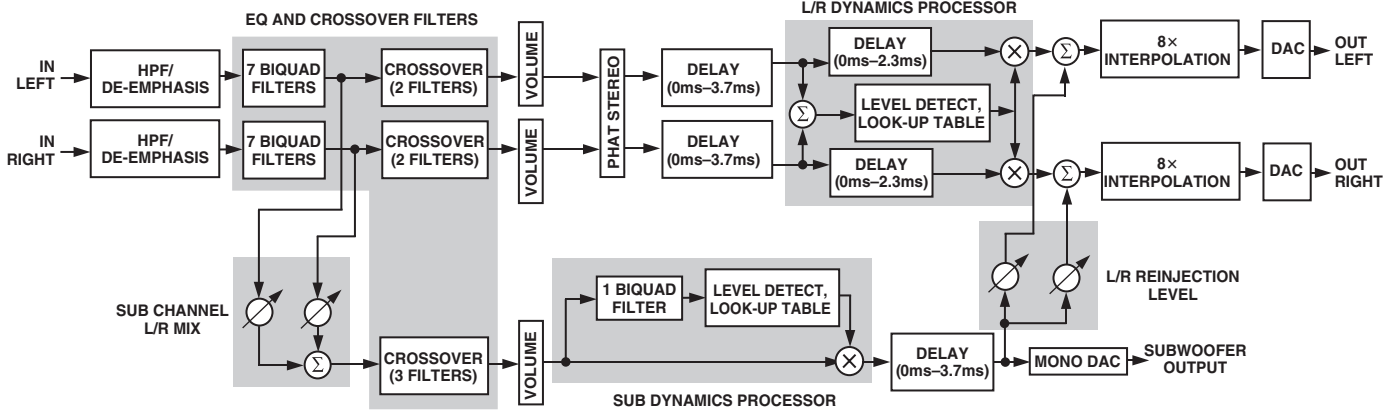 EQ AND CROSSOVER FILTERS
L/R DYNAMICS PROCESSOR
IN
LEFT
HPF/
DE-EMPHASIS
7 BIQUAD
FILTERS
CROSSOVER
(2 FILTERS)
VOLUME
PHAT STEREO
DELAY
(0ms–3.7ms)
DELAY
(0ms–2.3ms)
×
Σ
8×
INTERPOLATION
DAC
OUT
LEFT
Σ
LEVEL DETECT,
LOOK-UP TABLE
IN
RIGHT
HPF/
DE-EMPHASIS
7 BIQUAD
FILTERS
CROSSOVER
(2 FILTERS)
VOLUME
DELAY
(0ms–3.7ms)
DELAY
(0ms–2.3ms)
×
Σ
8×
INTERPOLATION
DAC
OUT
RIGHT
SUB CHANNEL
L/R MIX
Σ
CROSSOVER
(3 FILTERS)
VOLUME
1 BIQUAD
FILTER
LEVEL DETECT,
LOOK-UP TABLE
×
SUB DYNAMICS PROCESSOR
DELAY
(0ms–3.7ms)
L/R REINJECTION
LEVEL
MONO DAC
SUBWOOFER
OUTPUT